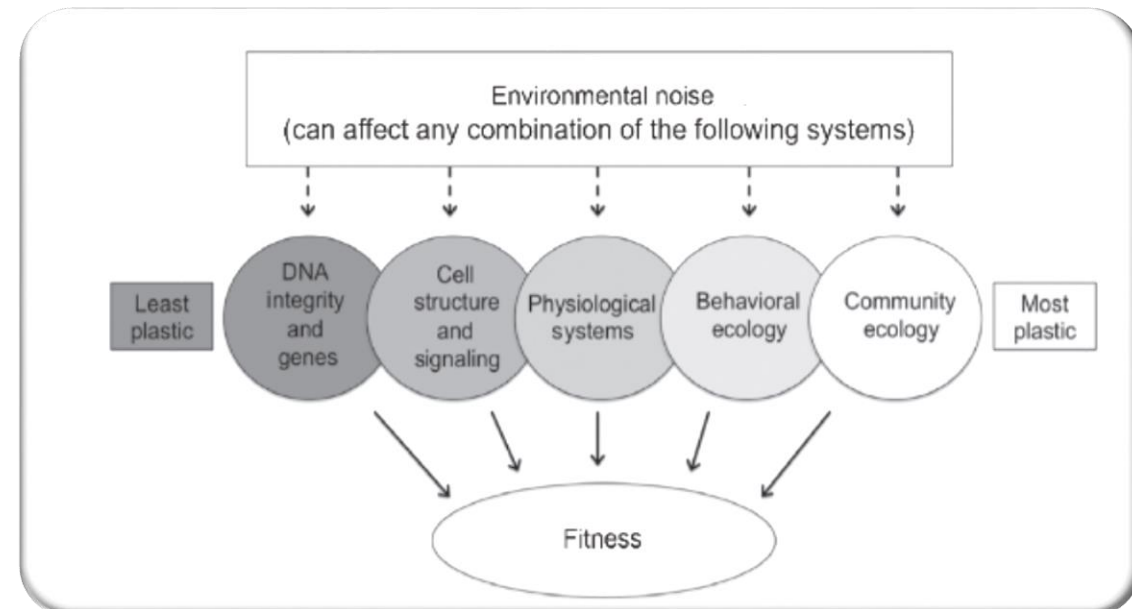 Environmental noise
(can affect any combination of the following systems)
Least
plastic
DNA
integrity
and
genes
Cell
structure
and
signaling
Physiological
systems
Behavioral
ecology
Community
ecology
Most
plastic
Fitness